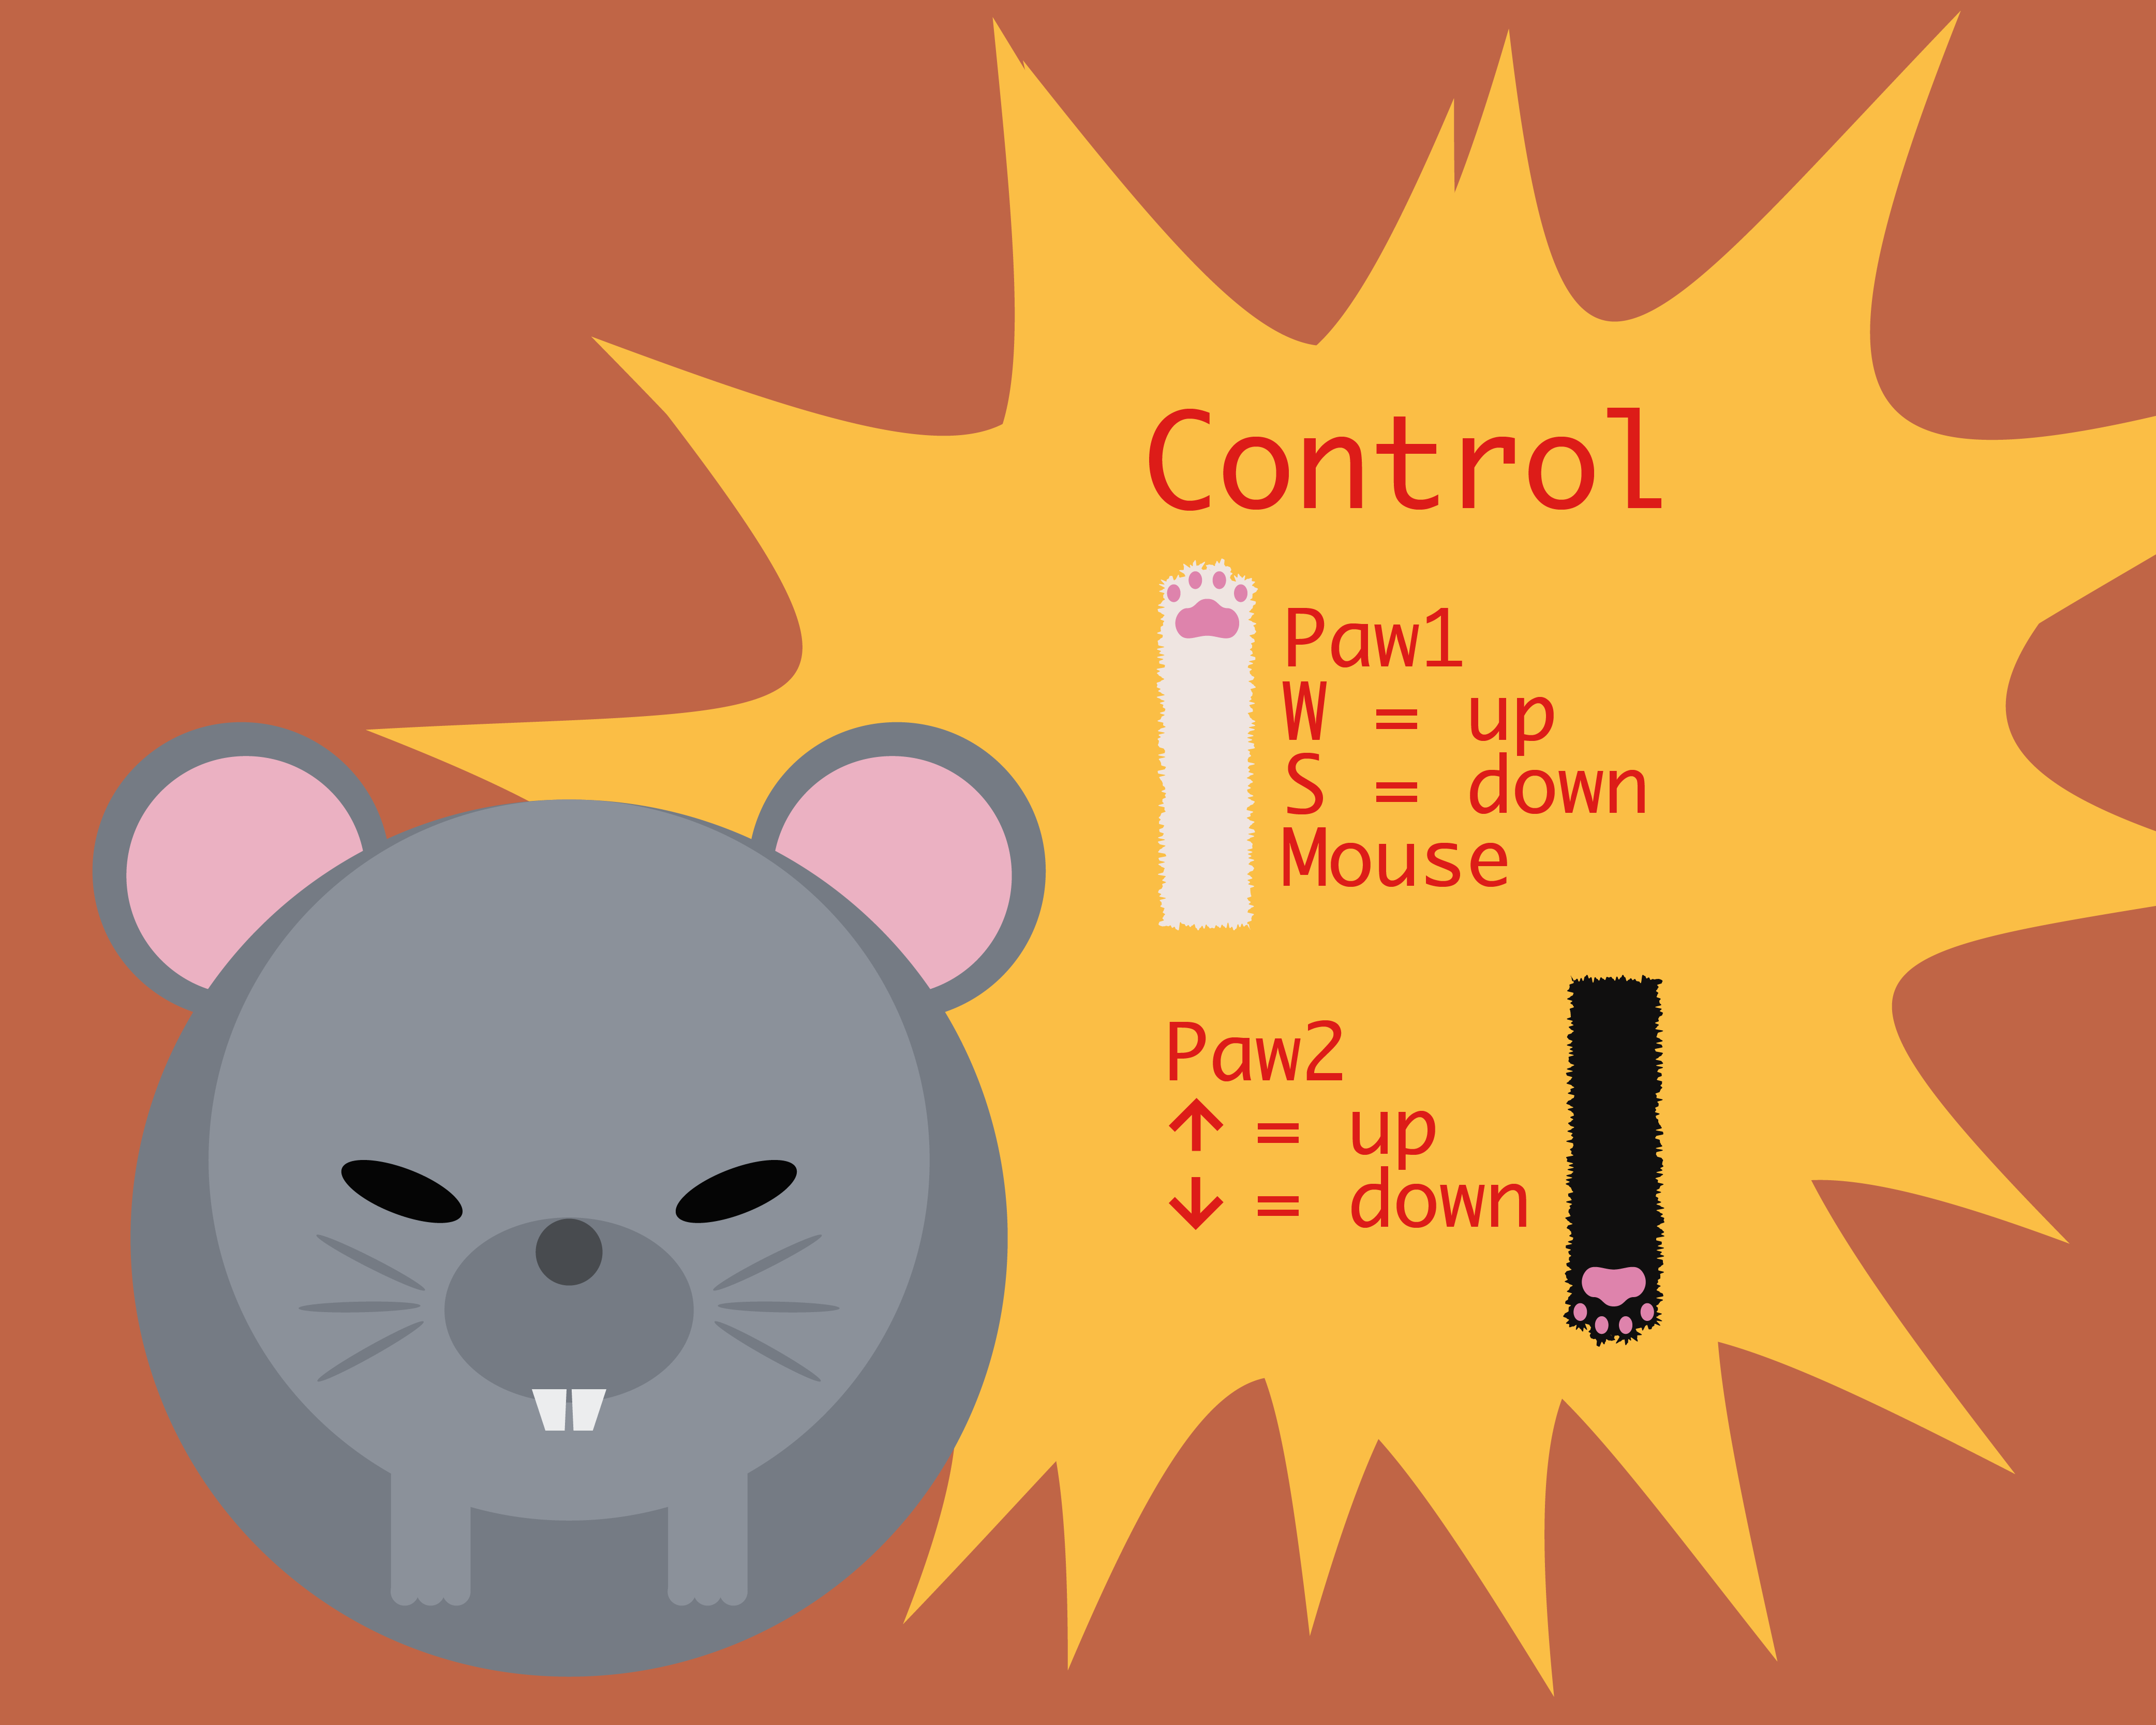 Control
Paw1
W = up
S = down
Mouse
Paw2
↑ = up
↓ = down